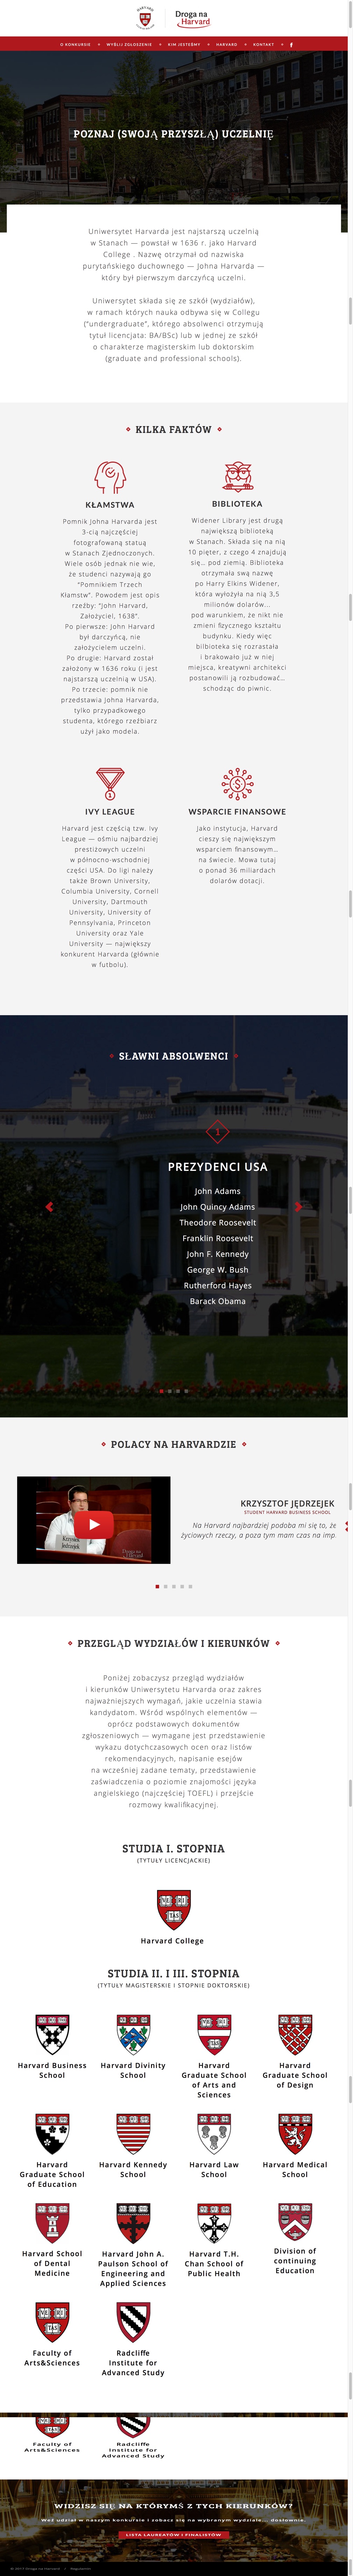 HARVARD
Droga na
Harvard
O KONKURSIE
WYŚLIJ ZGŁOSZENIE
KIM JESTEŚMY
HARVARD
KONTAKT
POZNAJ (SWOJĄ PRZYSZŁĄ) UCZELNIĘ
Uniwersytet Harvarda jest najstarszą uczelnią
w Stanach — powstał w 1636 r. jako Harvard
College . Nazwę otrzymał od nazwiska
purytańskiego duchownego — Johna Harvarda —
który był pierwszym darczyńcą uczelni.
Uniwersytet składa się ze szkół (wydziałów),
w ramach których nauka odbywa się w Collegu
("undergraduate", którego absolwenci otrzymują
tytuł licencjata: BA/BSc) lub w jednej ze szkół
o charakterze magisterskim lub doktorskim
(graduate and professional schools).
KILKA FAKTÓW
KŁAMSTWA
Pomnik Johna Harvarda jest
3-cią najczęściej
fotografowaną statuą
w Stanach Zjednoczonych.
Wiele osób jednak nie wie,
że studenci nazywają go
"Pomnikiem Trzech
Kłamstw". Powodem jest opis
rzeźby: "John Harvard,
Założyciel, 1638".
Po pierwsze: John Harvard
był darczyńcą, nie
założycielem uczelni.
Po drugie: Harvard został
założony w 1636 roku (i jest
najstarszą uczelnią w USA).
Po trzecie: pomnik nie
przedstawia Johna Harvarda,
tylko przypadkowego
studenta, którego rzeźbiarz
użył jako modela.
BIBLIOTEKA
Widener Library jest drugą
największą biblioteką
w Stanach. Składa się na nią
10 pięter, z czego 4 znajdują
się... pod ziemią. Biblioteka
otrzymała swą nazwę
po Harry Elkins Widener,
która wyłożyła na nią 3,5
milionów dolarów...
pod warunkiem, że nikt nie
zmieni fizycznego kształtu
budynku. Kiedy więc
bilbioteka się rozrastała
i brakowało już w niej
miejsca, kreatywni architekci
postanowili ją rozbudować...
schodząc do piwnic.
IVY LEAGUE
Harvard jest częścią tzw. Ivy
League — ośmiu najbardziej
prestiżowych uczelni
w północno-wschodniej
części USA. Do ligi należy
także Brown University,
Columbia University, Cornell
University, Dartmouth
University, University of
Pennsylvania, Princeton
University oraz Yale
University — największy
konkurent Harvarda (głównie
w futbolu).
WSPARCIE FINANSOWE
Jako instytucja, Harvard
cieszy się największym
wsparciem finansowym...
na świecie. Mowa tutaj
o ponad 36 miliardach
dolarów dotacji.
SŁAWNI ABSOLWENCI
1
PREZYDENCI USA
John Adams
John Quincy Adams
Theodore Roosevelt
Franklin Roosevelt
John F. Kennedy
George W. Bush
Rutherford Hayes
Barack Obama
POLACY NA HARVARDZIE
Krzysztof
Jędrzejek
Droga na
Harvard
KRZYSZTOF JĘDRZEJEK
STUDENT HARVARD BUSINESS SCHOOL
Na Harvard najbardziej podoba mi się to, że
życiowych rzeczy, a poza tym mam czas na imp
PRZEGLĄD WYDZIAŁÓW I KIERUNKÓW
Poniżej zobaczysz przegląd wydziałów
i kierunków Uniwersytetu Harvarda oraz zakres
najważniejszych wymagań, jakie uczelnia stawia
kandydatom. Wśród wspólnych elementów —
oprócz podstawowych dokumentów
zgłoszeniowych — wymagane jest przedstawienie
wykazu dotychczasowych ocen oraz listów
rekomendacyjnych, napisanie esejów
na wcześniej zadane tematy, przedstawienie
zaświadczenia o poziomie znajomości języka
angielskiego (najczęściej TOEFL) i przejście
rozmowy kwalifikacyjnej.
STUDIA I. STOPNIA
(TYTUŁY LICENCJACKIE)
VE RI
TAS
Harvard College
STUDIA II. I III. STOPNIA
(TYTUŁY MAGISTERSKIE I STOPNIE DOKTORSKIE)
Harvard Business
School
Harvard Divinity
School
Harvard
Graduate School
of Arts and
Sciences
Harvard
Graduate School
of Design
Harvard
Graduate School
of Education
Harvard Kennedy
School
Harvard Law
School
Harvard Medical
School
Harvard School
of Dental
Medicine
Harvard John A.
Paulson School of
Engineering and
Applied Sciences
Harvard T.H.
Chan School of
Public Health
Division of
continuing
Education
Faculty of
Arts&Sciences
Radcliffe
Institute for
Advanced Study
Faculty of
Arts&Sciences
Radcliffe
Institute for
Advanced Study
WIDZISZ SIĘ NA KTÓRYMŚ Z TYCH KIERUNKÓW?
Weź udział w naszym konkursie i zobacz się na wybranym wydziale... dosłownie.
LISTA LAUREATÓW I FINALISTÓW
© 2017 Droga na Harvard / Regulamin